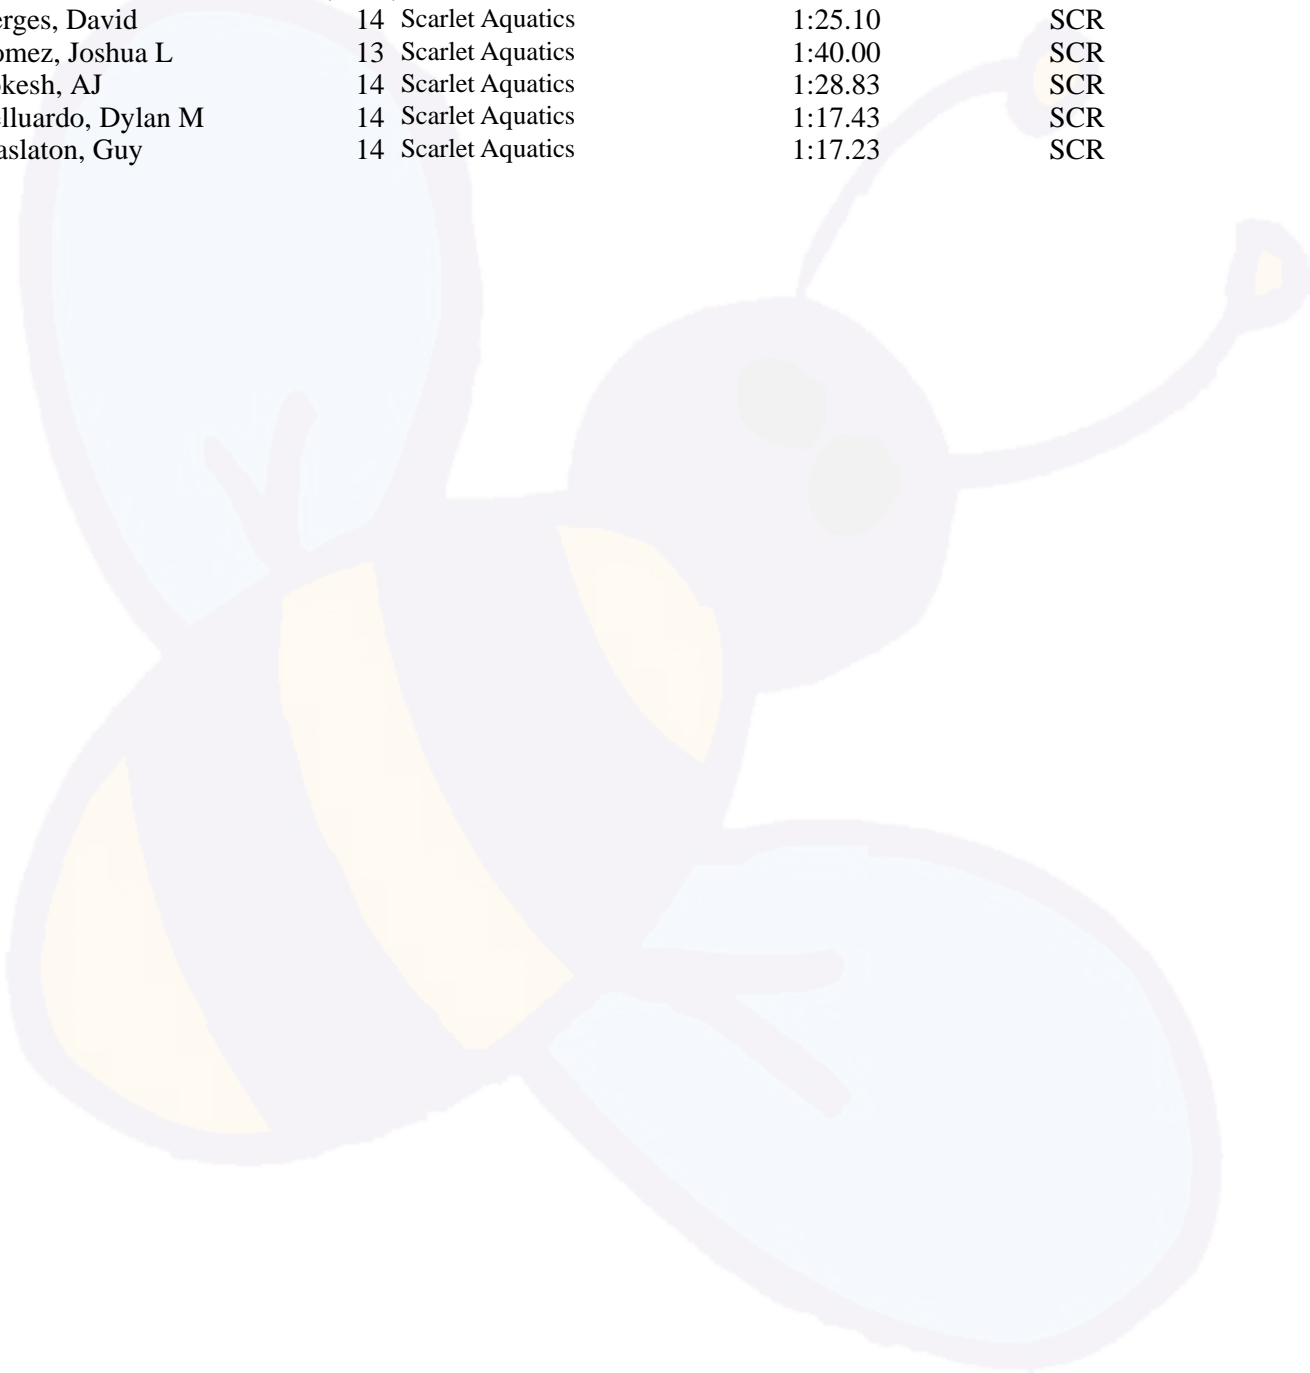 erges, David 14 Scarlet Aquatics 1:25.10 SCR
omez, Joshua L 13 Scarlet Aquatics 1:40.00 SCR
kesh, AJ 14 Scarlet Aquatics 1:28.83 SCR
elluardo, Dylan M 14 Scarlet Aquatics 1:17.43 SCR
aslaton, Guy 14 Scarlet Aquatics 1:17.23 SCR